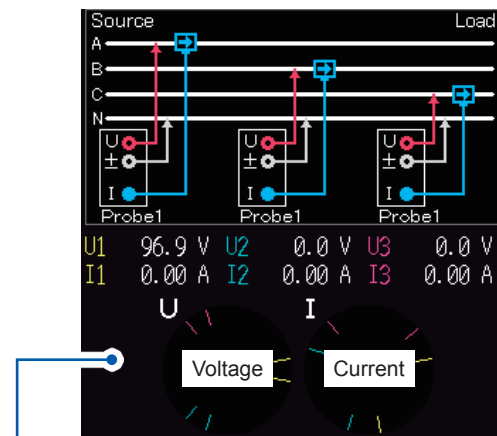 Source Load
A
B
C
N
U U U
± ± ±
I I I
Probe1 Probe1 Probe1
U1 96.9 V U2 0.0 V U3 0.0 V
I1 0.00 A I2 0.00 A I3 0.00 A
U I
Voltage Current